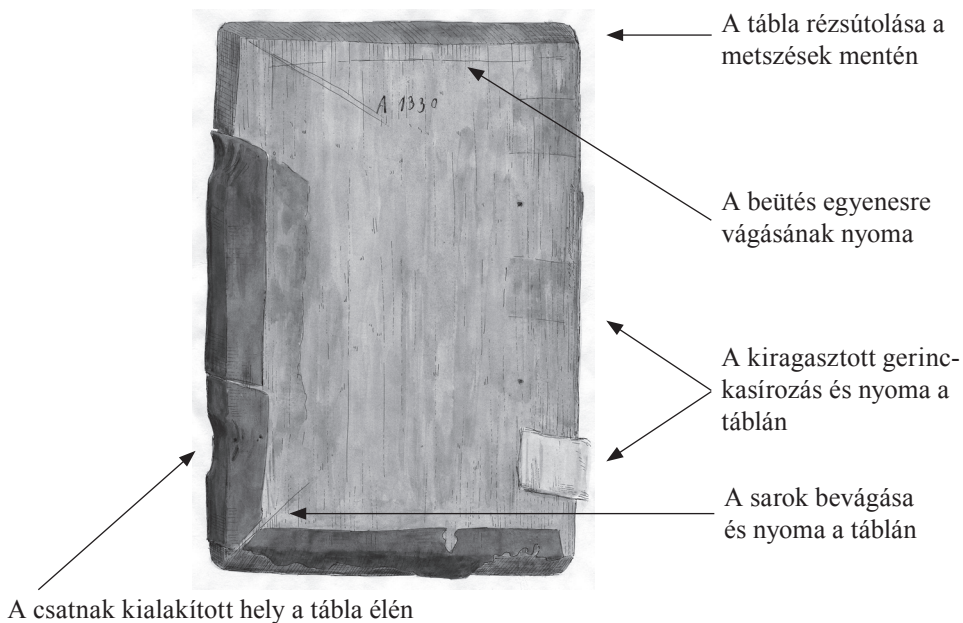 A tábla rézsútolása a
metszések mentén
A 1330
A beütés egyenesre
vágásának nyoma
A kiragasztott gerinc-
kasírozás és nyoma a
táblán
A sarok bevágása
és nyoma a táblán
A csatnak kialakított hely a tábla élén